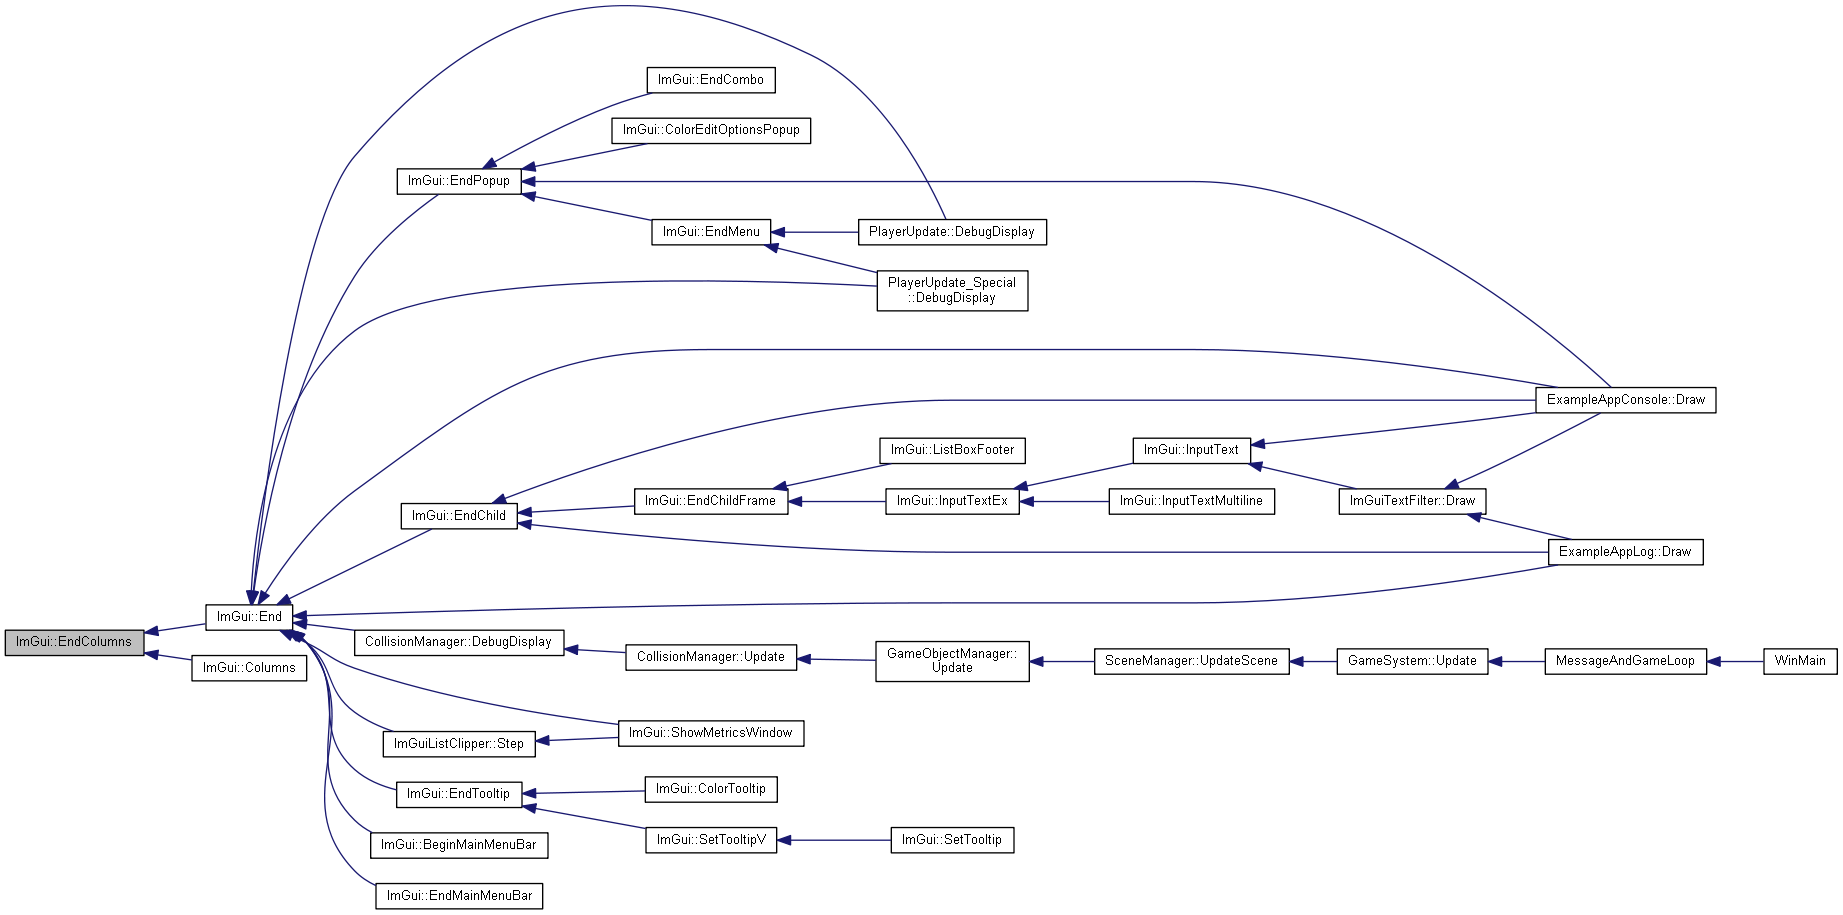 ImGui::EndCombo
ImGui::ColorEditOptionsPopup
ImGui::EndPopup
ImGui::EndMenu
PlayerUpdate::DebugDisplay
PlayerUpdate_Special
::DebugDisplay
ExampleAppConsole::Draw
ImGui::ListBoxFooter
ImGui::InputText
ImGui::EndChildFrame
ImGui::InputTextEx
ImGui::InputTextMultiline
ImGuiTextFilter::Draw
ImGui::EndChild
ExampleAppLog::Draw
ImGui::End
ImGui::EndColumns
CollisionManager::DebugDisplay
CollisionManager::Update
GameObjectManager::
Update
SceneManager::UpdateScene
GameSystem::Update
MessageAndGameLoop
WinMain
ImGui::Columns
ImGui::ShowMetricsWindow
ImGuiListClipper::Step
ImGui::ColorTooltip
ImGui::EndTooltip
ImGui::SetTooltipV
ImGui::SetTooltip
ImGui::BeginMainMenuBar
ImGui::EndMainMenuBar